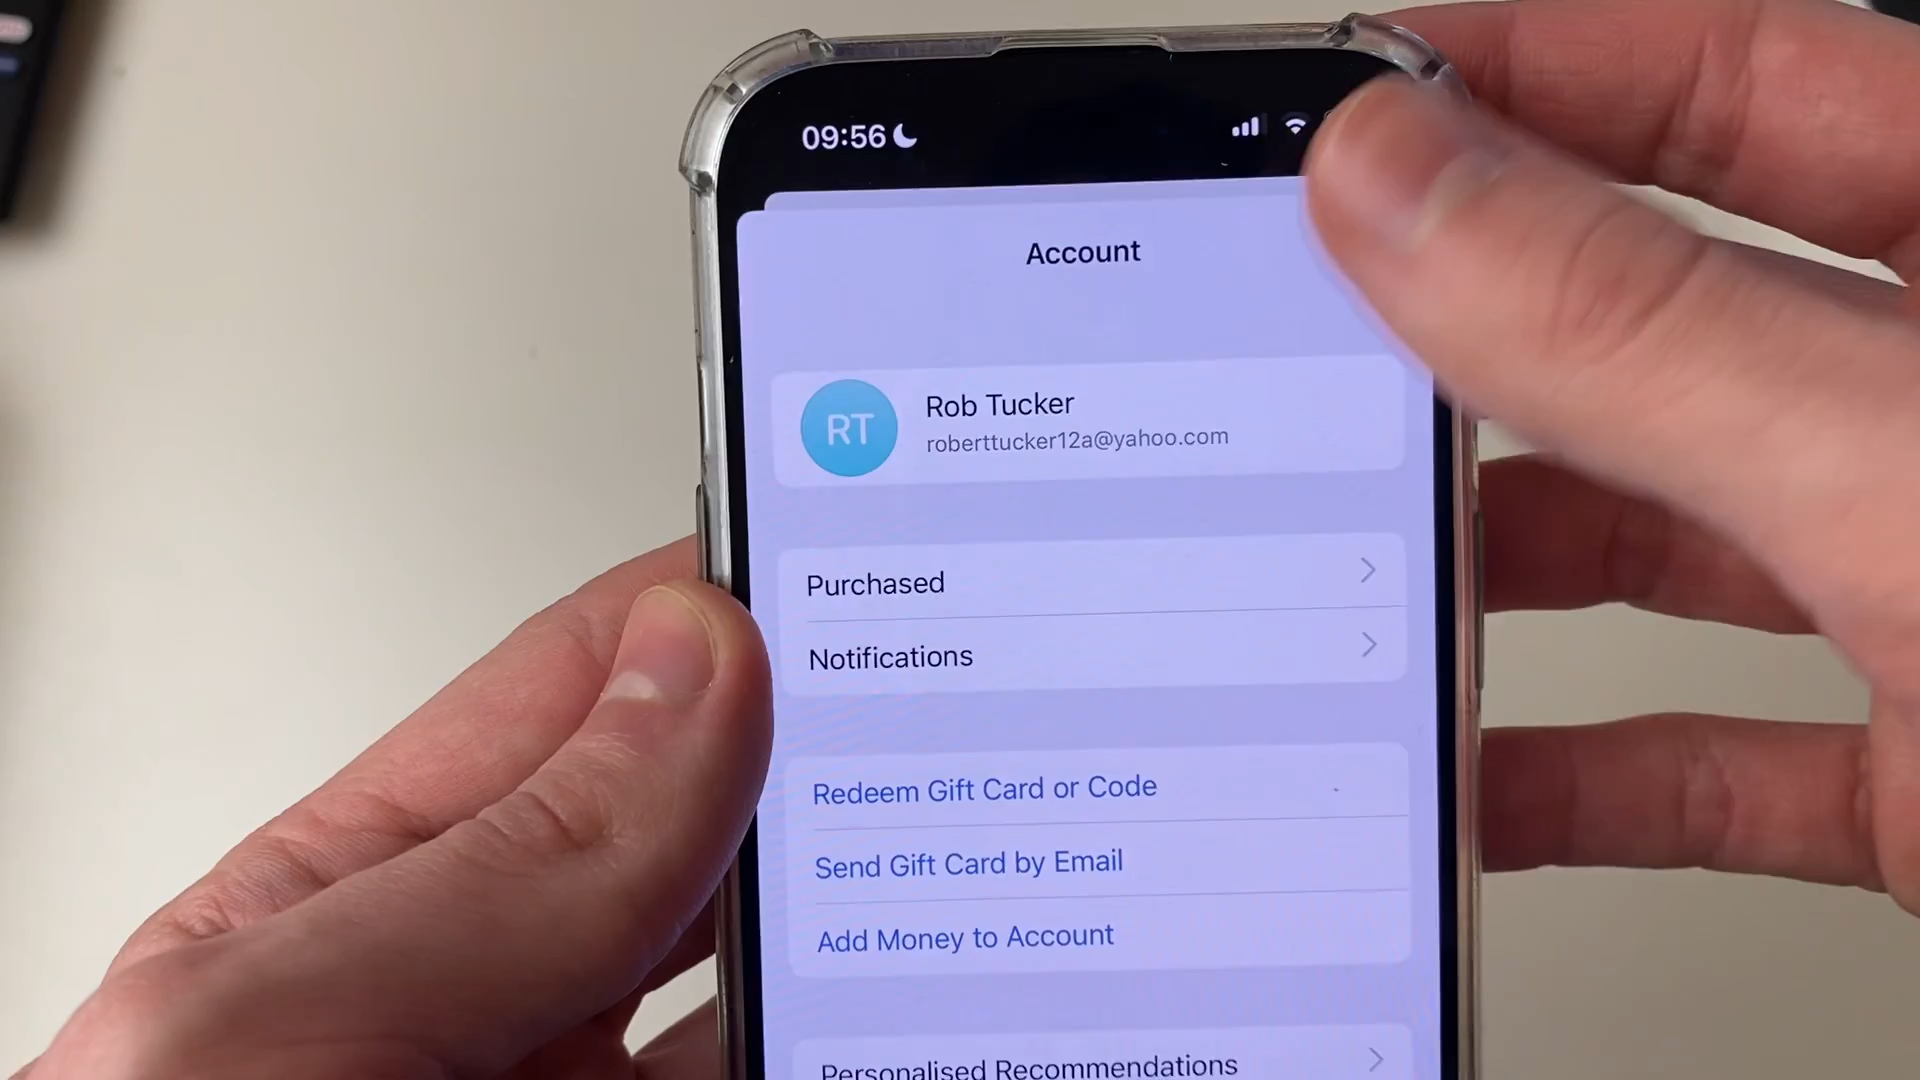 09:56
Account
RT
Rob Tucker
roberttucker12a@yahoo.com
Purchased
Notifications
Redeem Gift Card or Code
Send Gift Card by Email
Add Money to Account
Personalised Recommendations